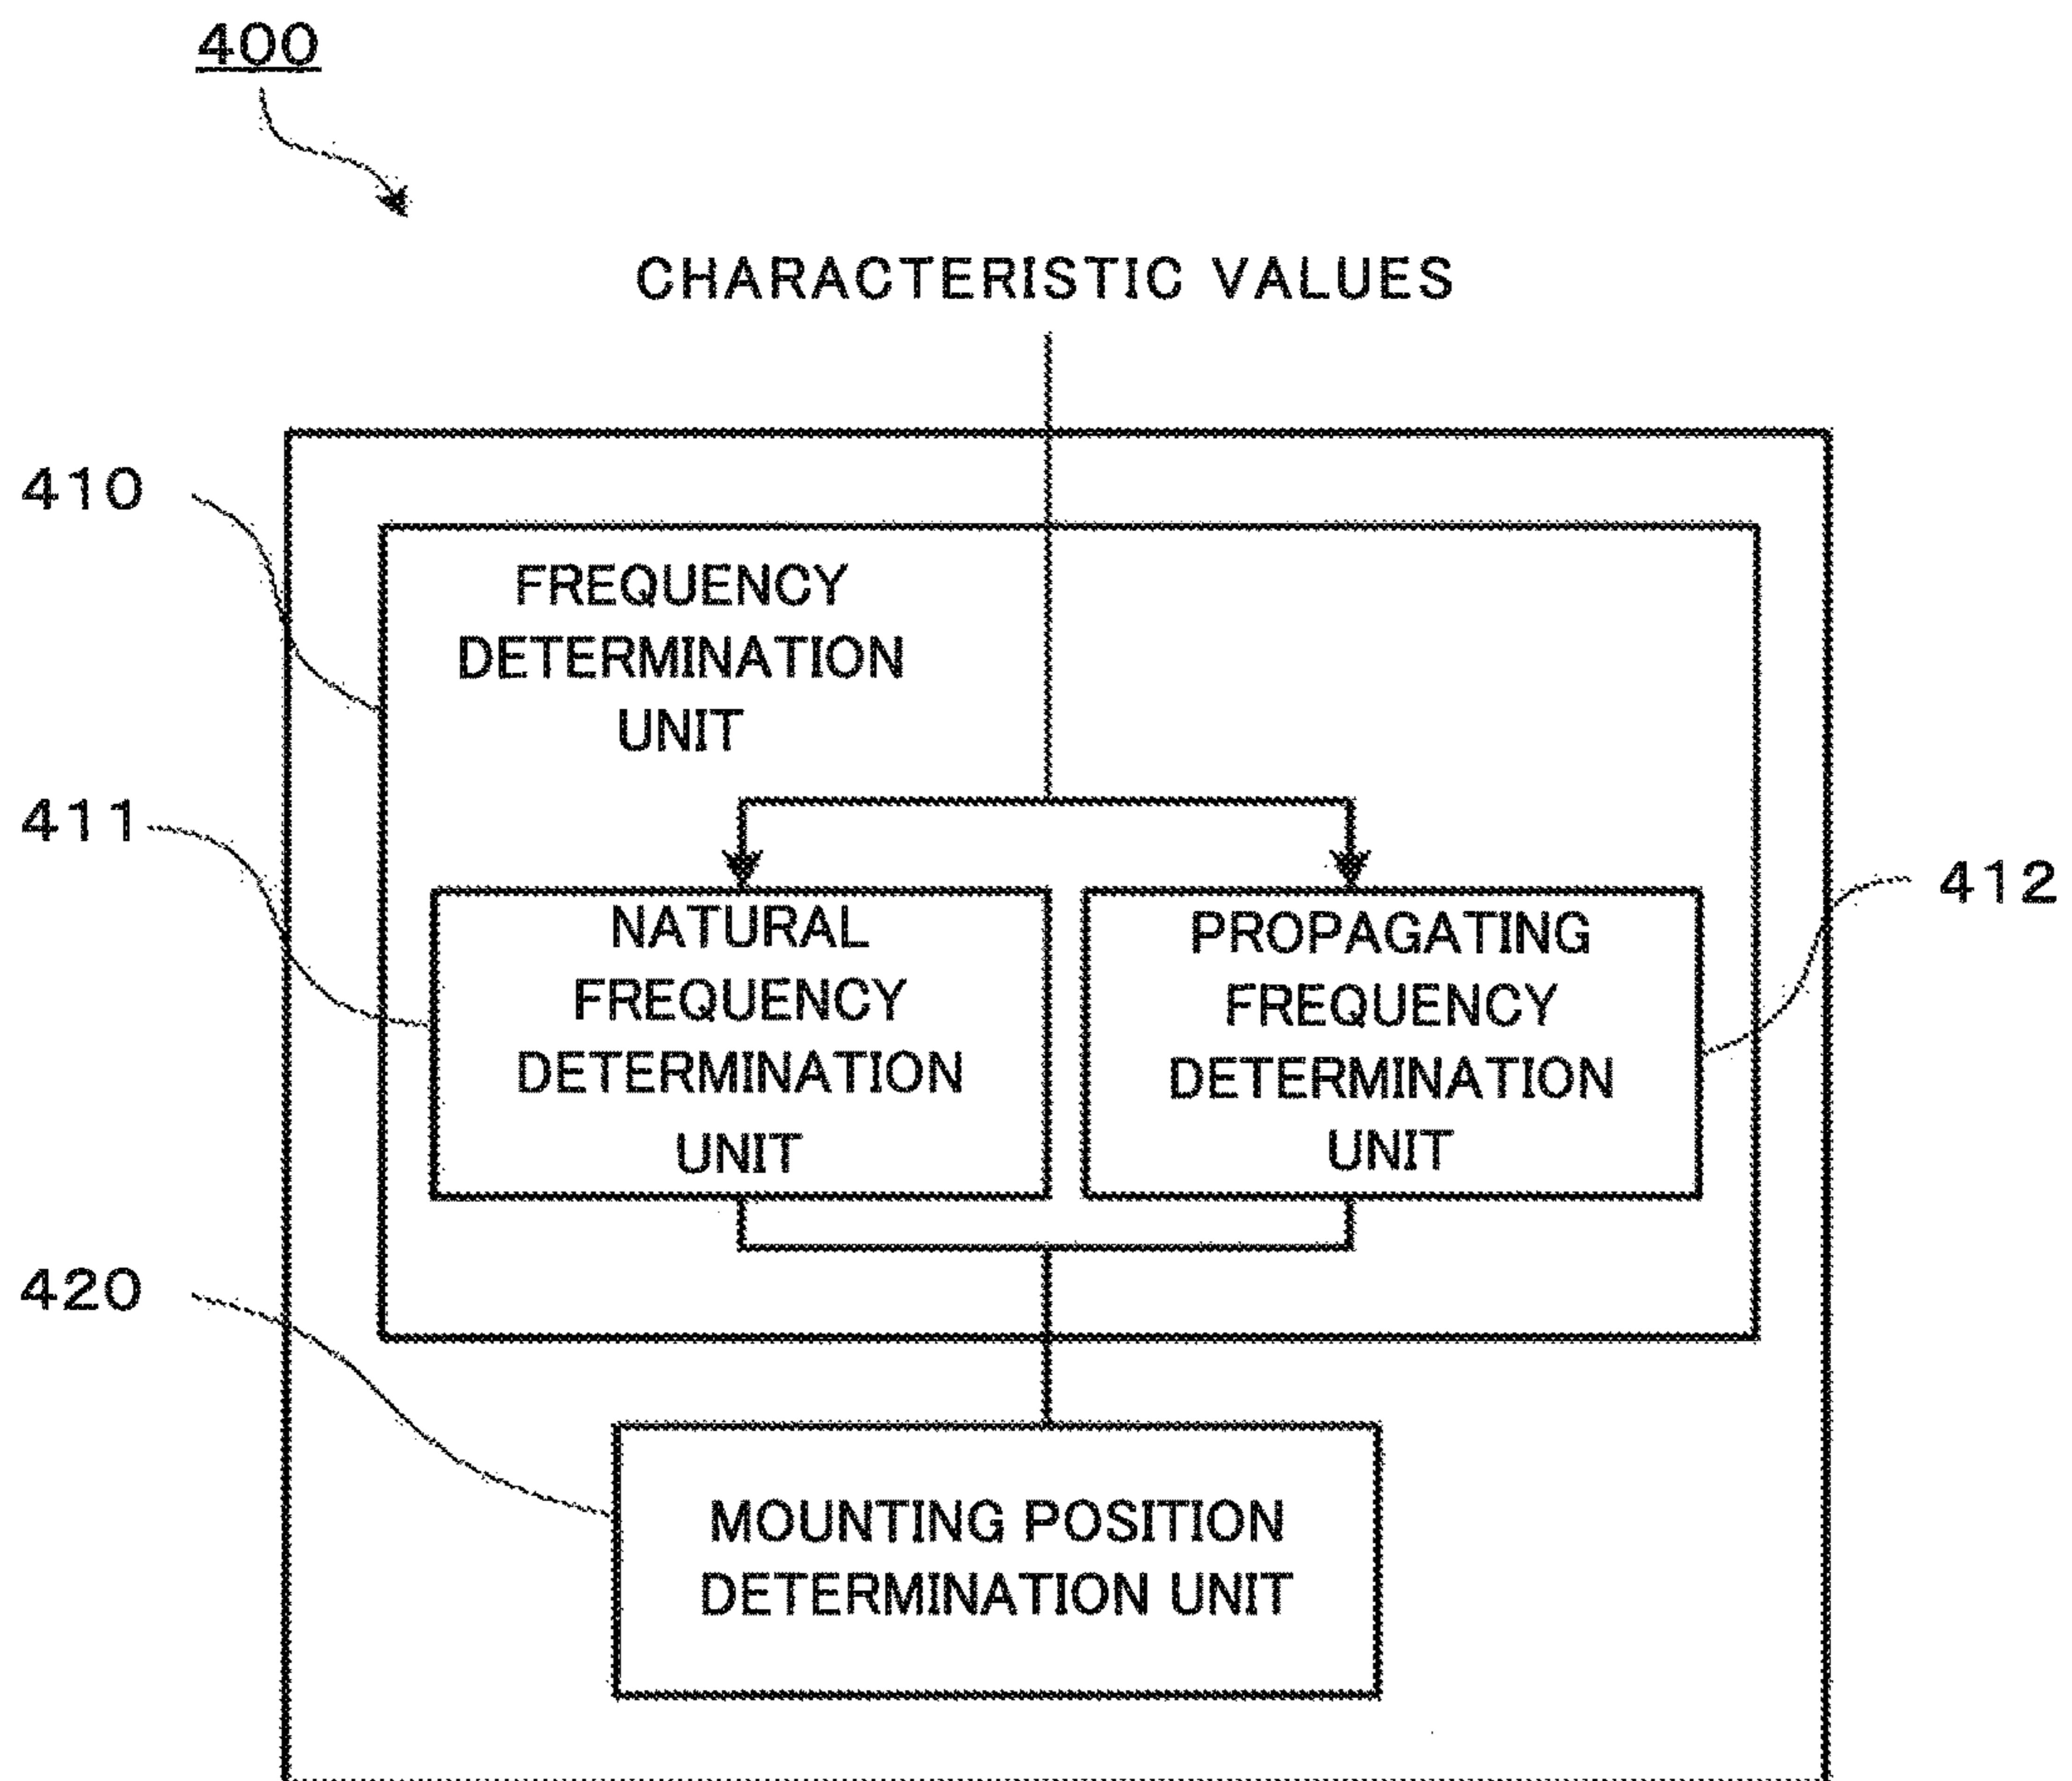 400
CHARACTERISTIC VALUES
410
FREQUENCY
DETERMINATION
UNIT
411
412
NATURAL
FREQUENCY
DETERMINATION
UNIT
PROPAGATING
FREQUENCY
DETERMINATION
UNIT
420
MOUNTING POSITION
DETERMINATION UNIT